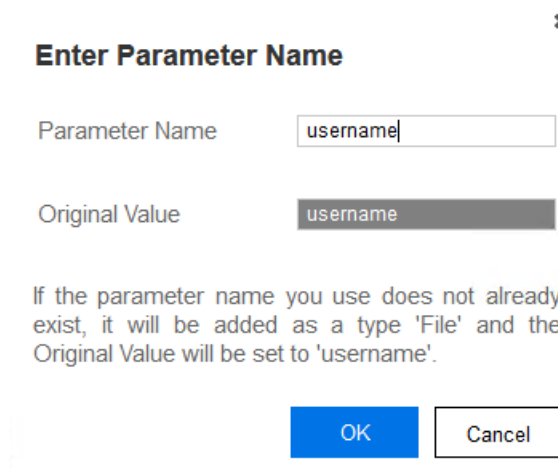 Enter Parameter Name
Parameter Name username
Original Value username
If the parameter name you use does not already
exist, it will be added as a type 'File' and the
Original Value will be set to 'username'.
OK Cancel